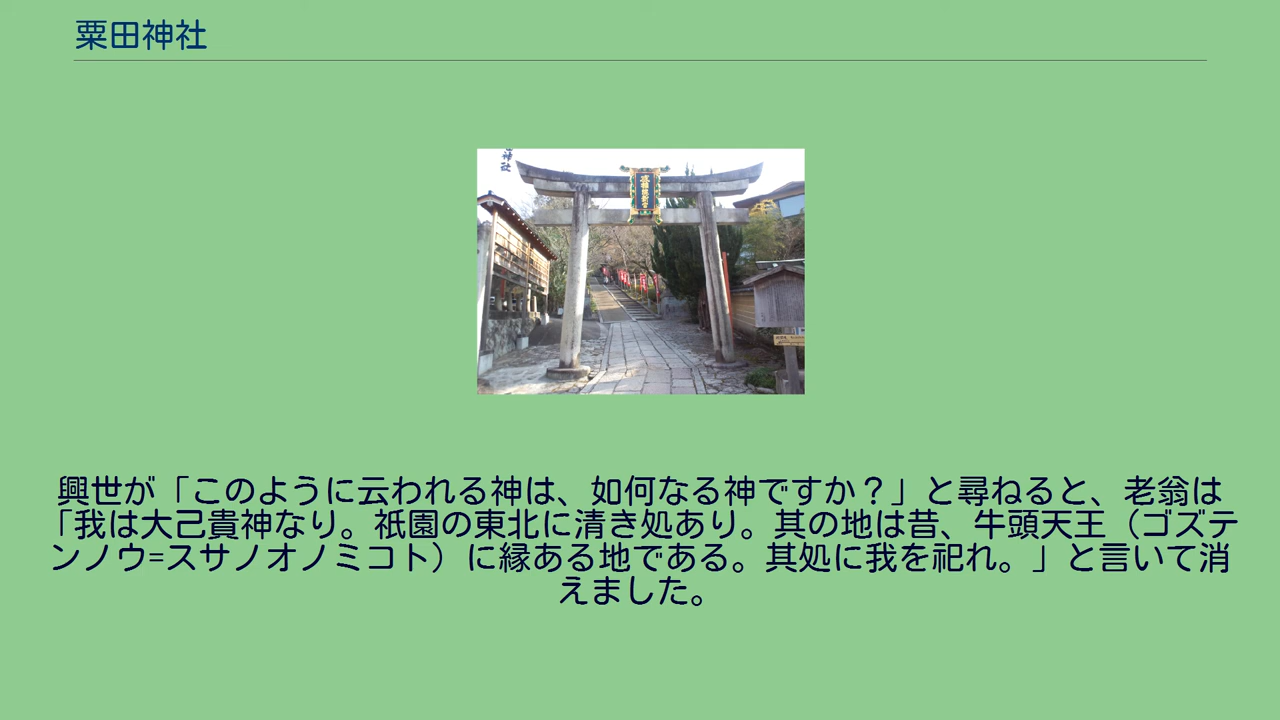 粟田神社
神社
興世が「このように云われる神は、如何なる神ですか？」と尋ねると、老翁は
「我は大己貴神なり。祇園の東北に清き処あり。其の地は昔、牛頭天王（ゴズテ
ンノウ=スサノオノミコト）に縁ある地である。其処に我を祀れ。」と言いて消
えました。